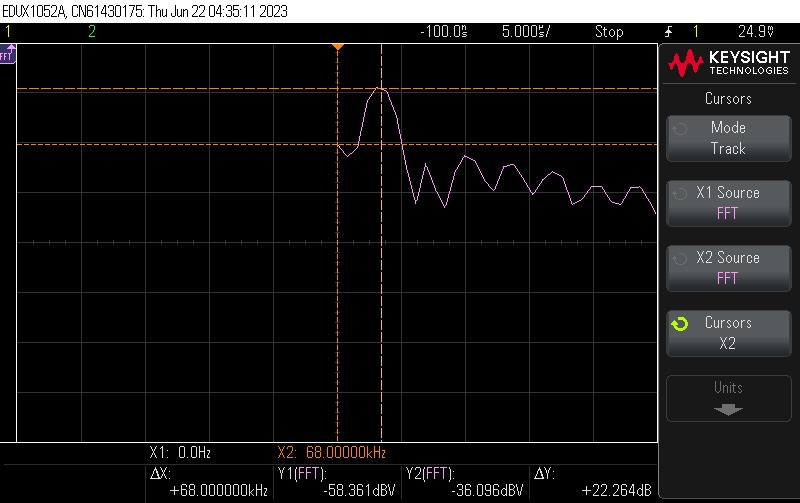 EDUX1052A, CN61430175: Thu Jun 22 04:35:11 2023
1 2 -100.0ns 5.000s/ Stop 1 24.9V
FFT
KEYSIGHT
TECHNOLOGIES
Cursors
Mode
Track
X1 Source
FFT
X2 Source
FFT
Cursors
X2
Units
X1: 0.0Hz X2: 68.00000kHz
ΔX: Y1(FFT): Y2(FFT): ΔY:
+68.000000kHz -58.361dBV -36.096dBV +22.264dB